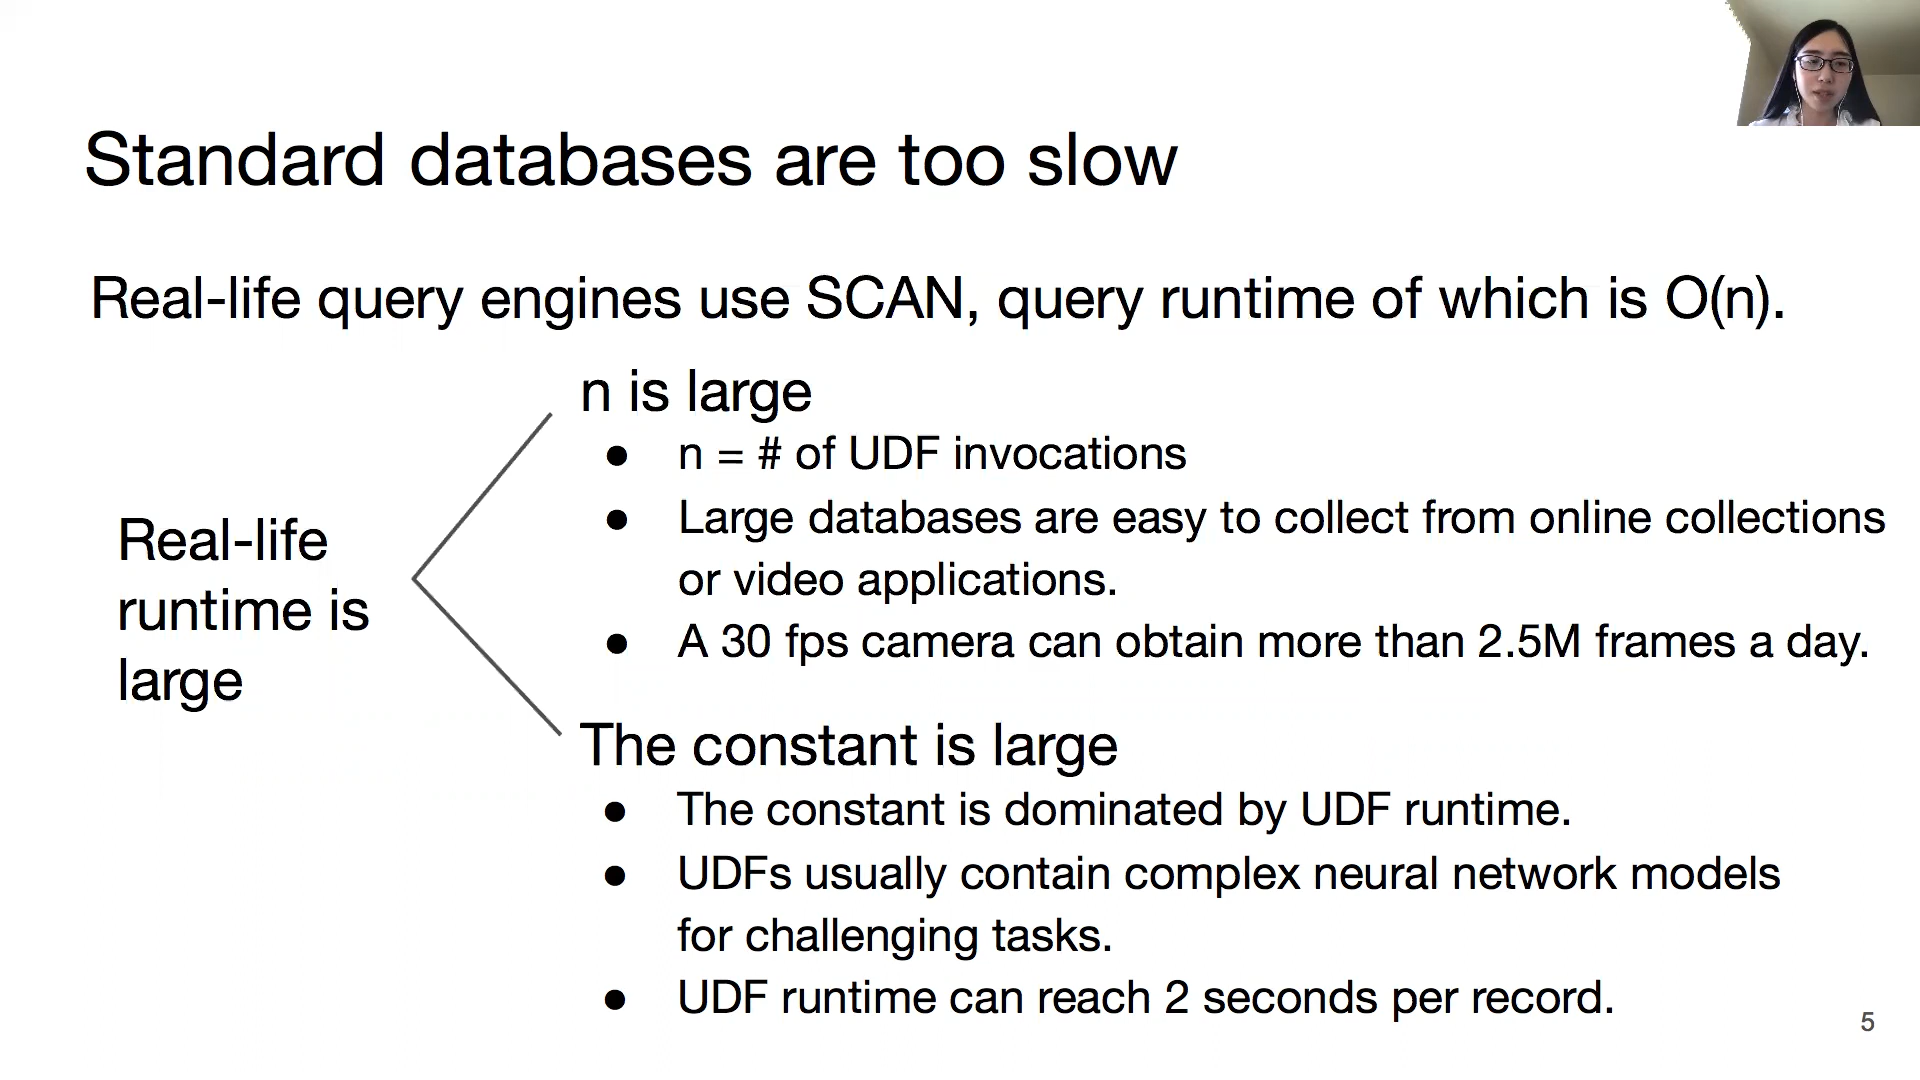 Standard databases are too slow
Real-life query engines use SCAN, query runtime of which is O(n).
Real-life
runtime is
large
n is large
● n = # of UDF invocations
● Large databases are easy to collect from online collections
or video applications.
● A 30 fps camera can obtain more than 2.5M frames a day.
The constant is large
● The constant is dominated by UDF runtime.
● UDFs usually contain complex neural network models
for challenging tasks.
● UDF runtime can reach 2 seconds per record.
5